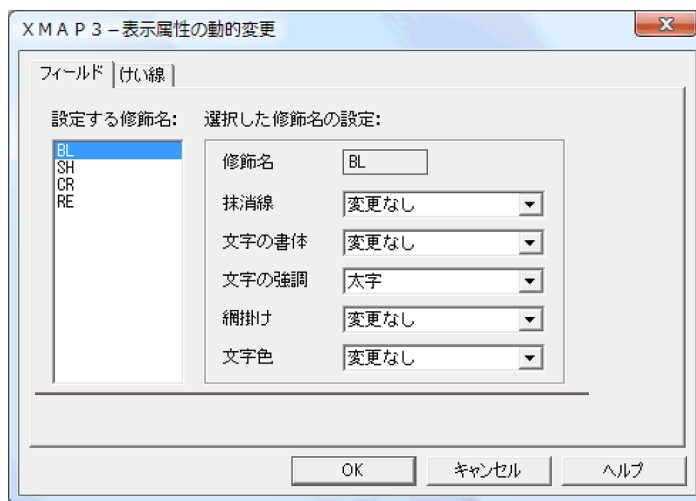 XMAP3－表示属性の動的変更
フィールド けい線
設定する修飾名: 選択した修飾名の設定:
BL
SH
CR
RE
修飾名 BL
抹消線 変更なし
文字の書体 変更なし
文字の強調 太字
網掛け 変更なし
文字色 変更なし
OK キャンセル ヘルプ